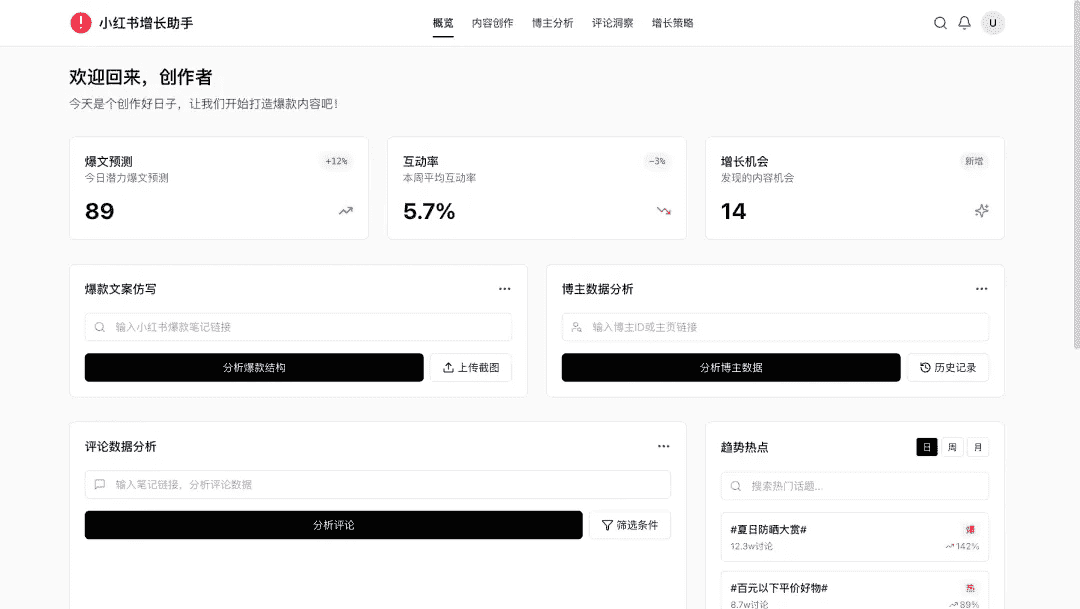 小红书增长助手
概览 内容创作 博主分析 评论洞察 增长策略
U
欢迎回来，创作者
今天是个创作好日子，让我们开始打造爆款内容吧！
爆文预测 +12%
今日潜力爆文预测
89
互动率 -3%
本周平均互动率
5.7%
增长机会 新增
发现的内容机会
14
爆款文案仿写
输入小红书爆款笔记链接
分析爆款结构 上传截图
博主数据分析
输入博主ID或主页链接
分析博主数据 历史记录
评论数据分析
输入笔记链接，分析评论数据
分析评论 筛选条件
趋势热点 日 周 月
搜索热门话题...
#夏日防晒大赏# 爆
12.3w讨论 142%
#百元以下平价好物# 热
8.7w讨论 89%